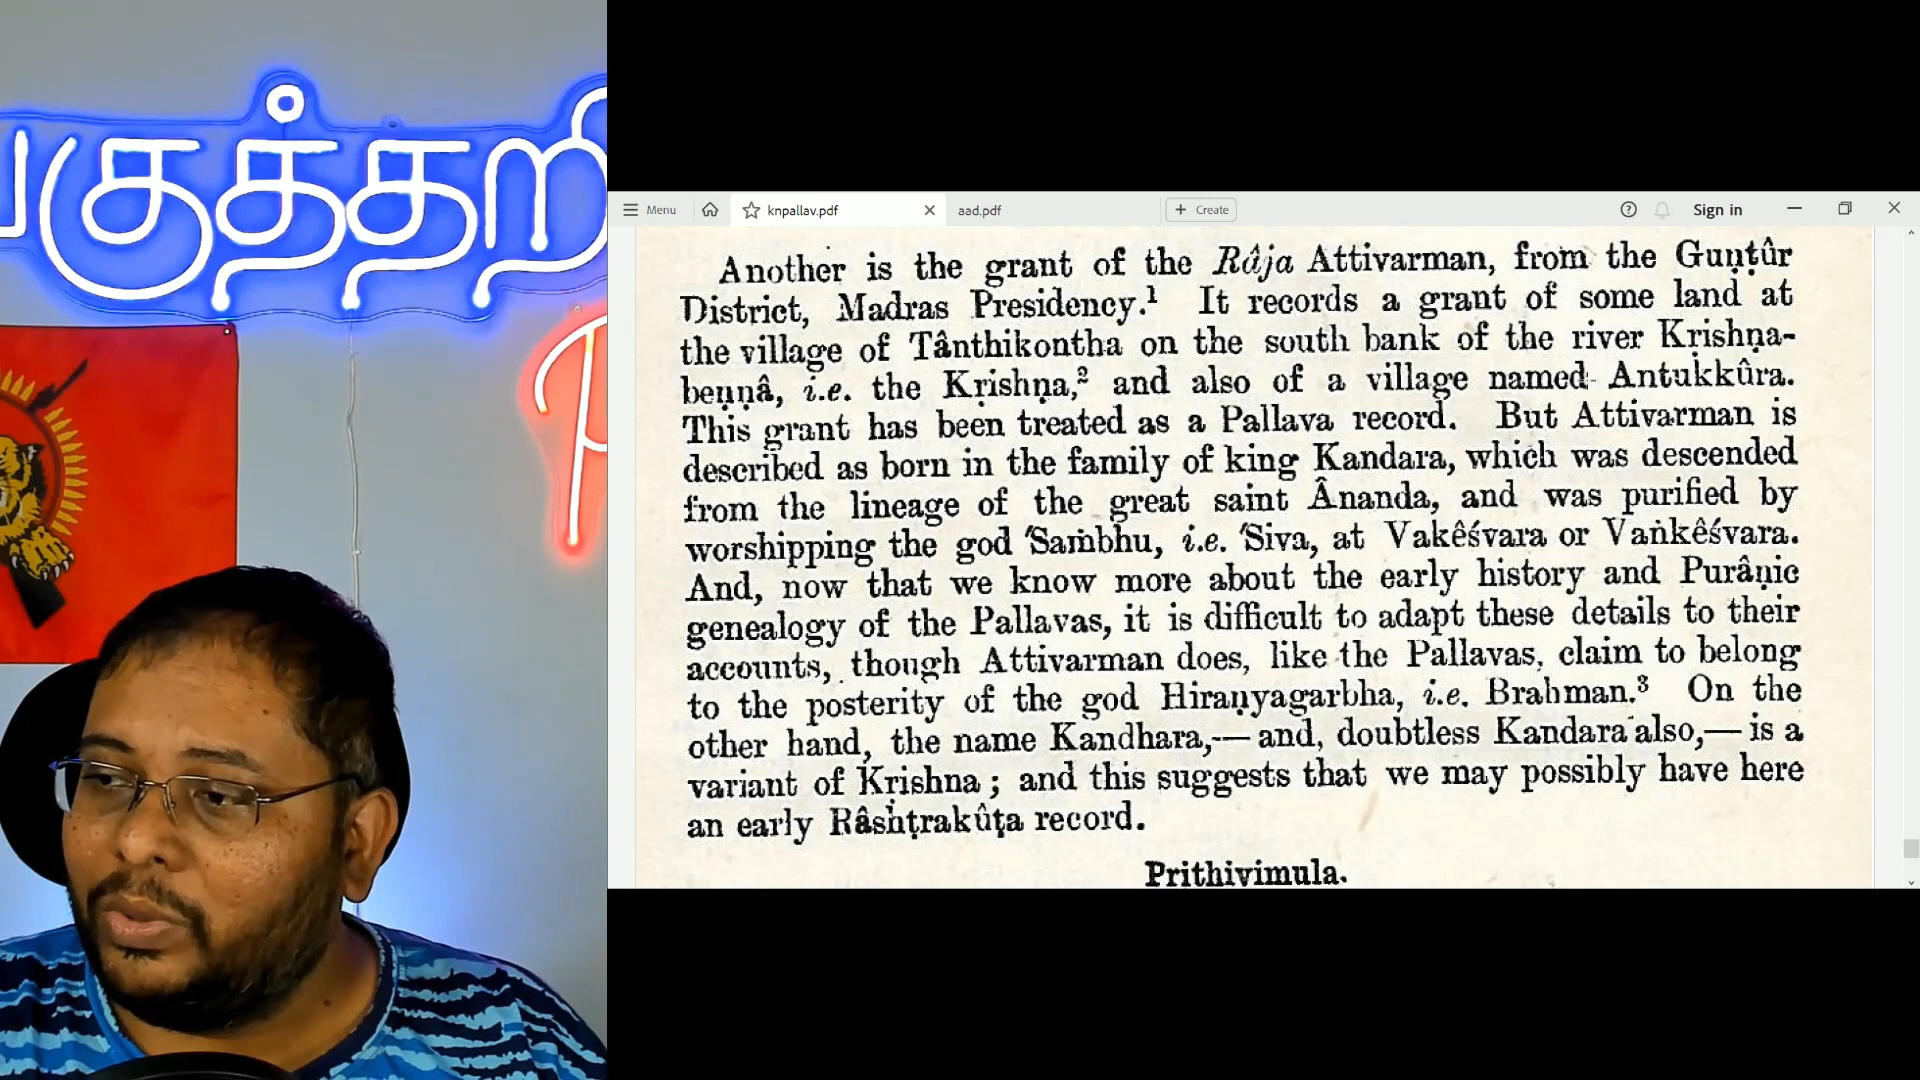 குத்தறி
Menu
knpallav.pdf
aad.pdf
Create
Sign in
Another is the grant of the Râja Attivarman, from the Guṇṭûr
District, Madras Presidency.¹ It records a grant of some land at
the village of Tânthikontha on the south bank of the river Kṛishṇa-
beṇṇâ, i.e. the Kṛishṇa,² and also of a village named Antukkûra.
This grant has been treated as a Pallava record. But Attivarman is
described as born in the family of king Kandara, which was descended
from the lineage of the great saint Ânanda, and was purified by
worshipping the god Śaṁbhu, i.e. Śiva, at Vakêśvara or Vaṅkêśvara.
And, now that we know more about the early history and Purâṇic
genealogy of the Pallavas, it is difficult to adapt these details to their
accounts, though Attivarman does, like the Pallavas, claim to belong
to the posterity of the god Hiraṇyagarbha, i.e. Brahman.³ On the
other hand, the name Kandhara,— and, doubtless Kandara also,— is a
variant of Krishna ; and this suggests that we may possibly have here
an early Râshṭrakûṭa record.
Prithivimula.